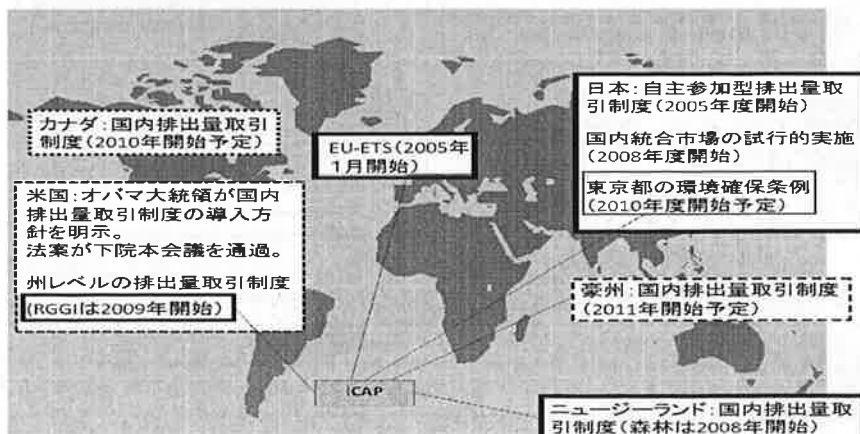 カナダ:国内排出量取引
制度(2010年開始予定)
米国:オバマ大統領が国内
排出量取引制度の導入方
針を明示。
法案が下院本会議を通過。
州レベルの排出量取引制度
(RGGIは2009年開始)
EU-ETS(2005年
1月開始)
日本:自主参加型排出量取
引制度(2005年度開始)
国内統合市場の試行的実施
(2008年度開始)
東京都の環境確保条例
(2010年度開始予定)
豪州:国内排出量取引制度
(2011年開始予定)
ICAP
ニュージーランド:国内排出量取
引制度(森林は2008年開始)